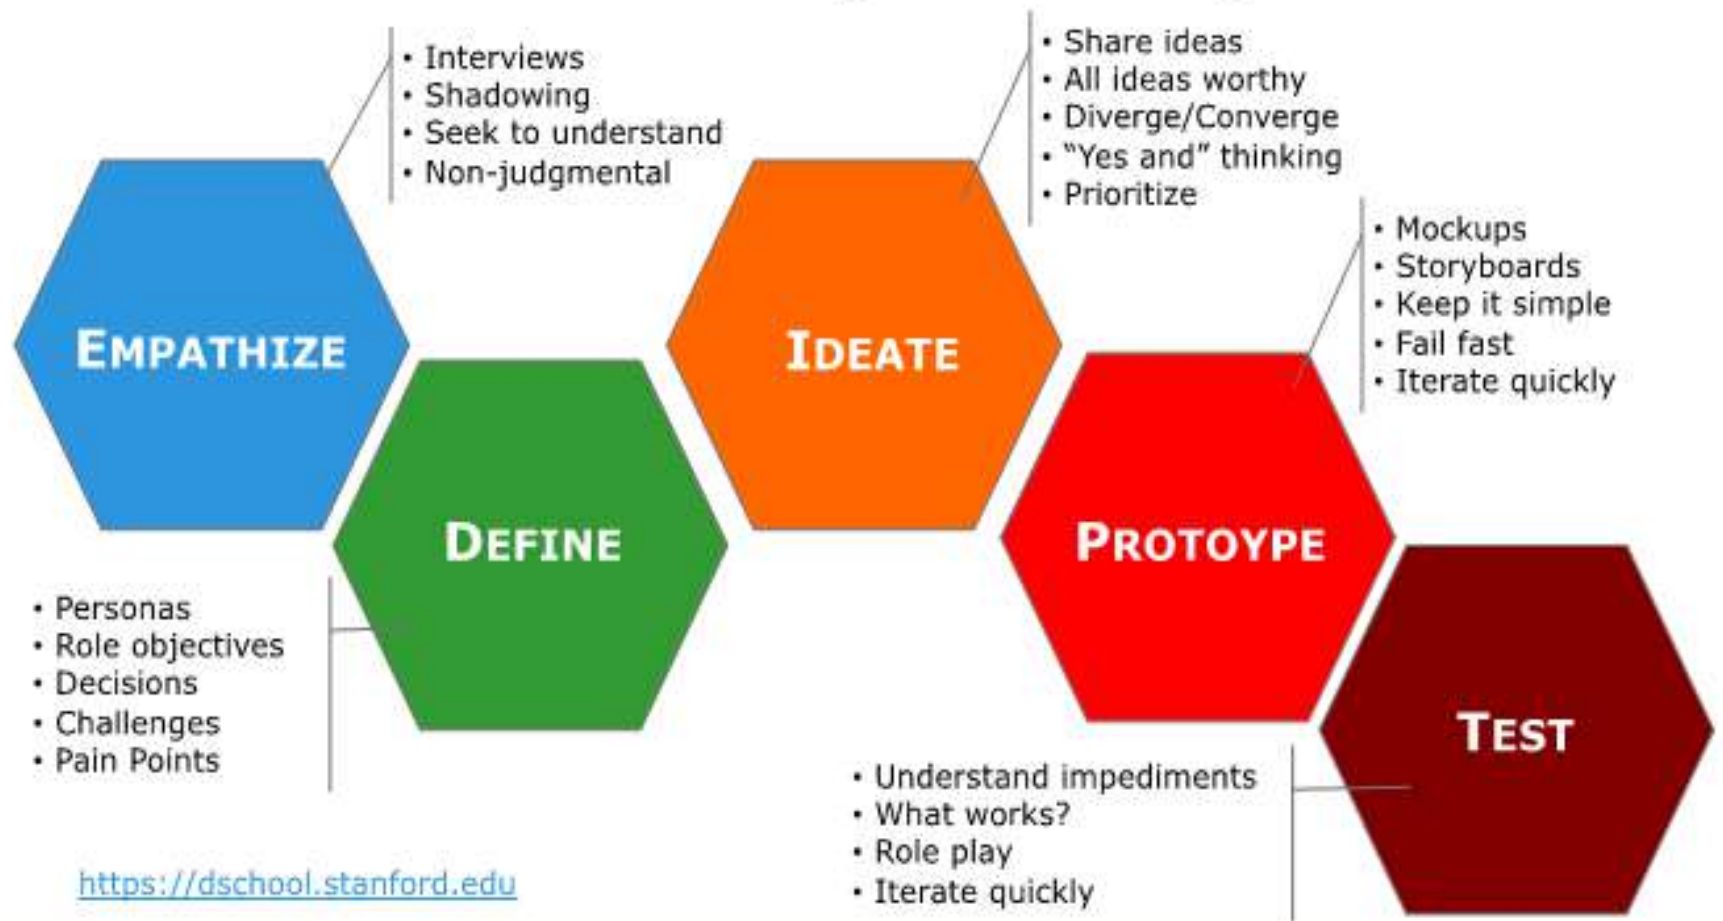 • Interviews
• Shadowing
• Seek to understand
• Non-judgmental
EMPATHIZE
• Personas
• Role objectives
• Decisions
• Challenges
• Pain Points
DEFINE
• Share ideas
• All ideas worthy
• Diverge/Converge
• “Yes and” thinking
• Prioritize
IDEATE
• Mockups
• Storyboards
• Keep it simple
• Fail fast
• Iterate quickly
PROTOYPE
• Understand impediments
• What works?
• Role play
• Iterate quickly
TEST
https://dschool.stanford.edu